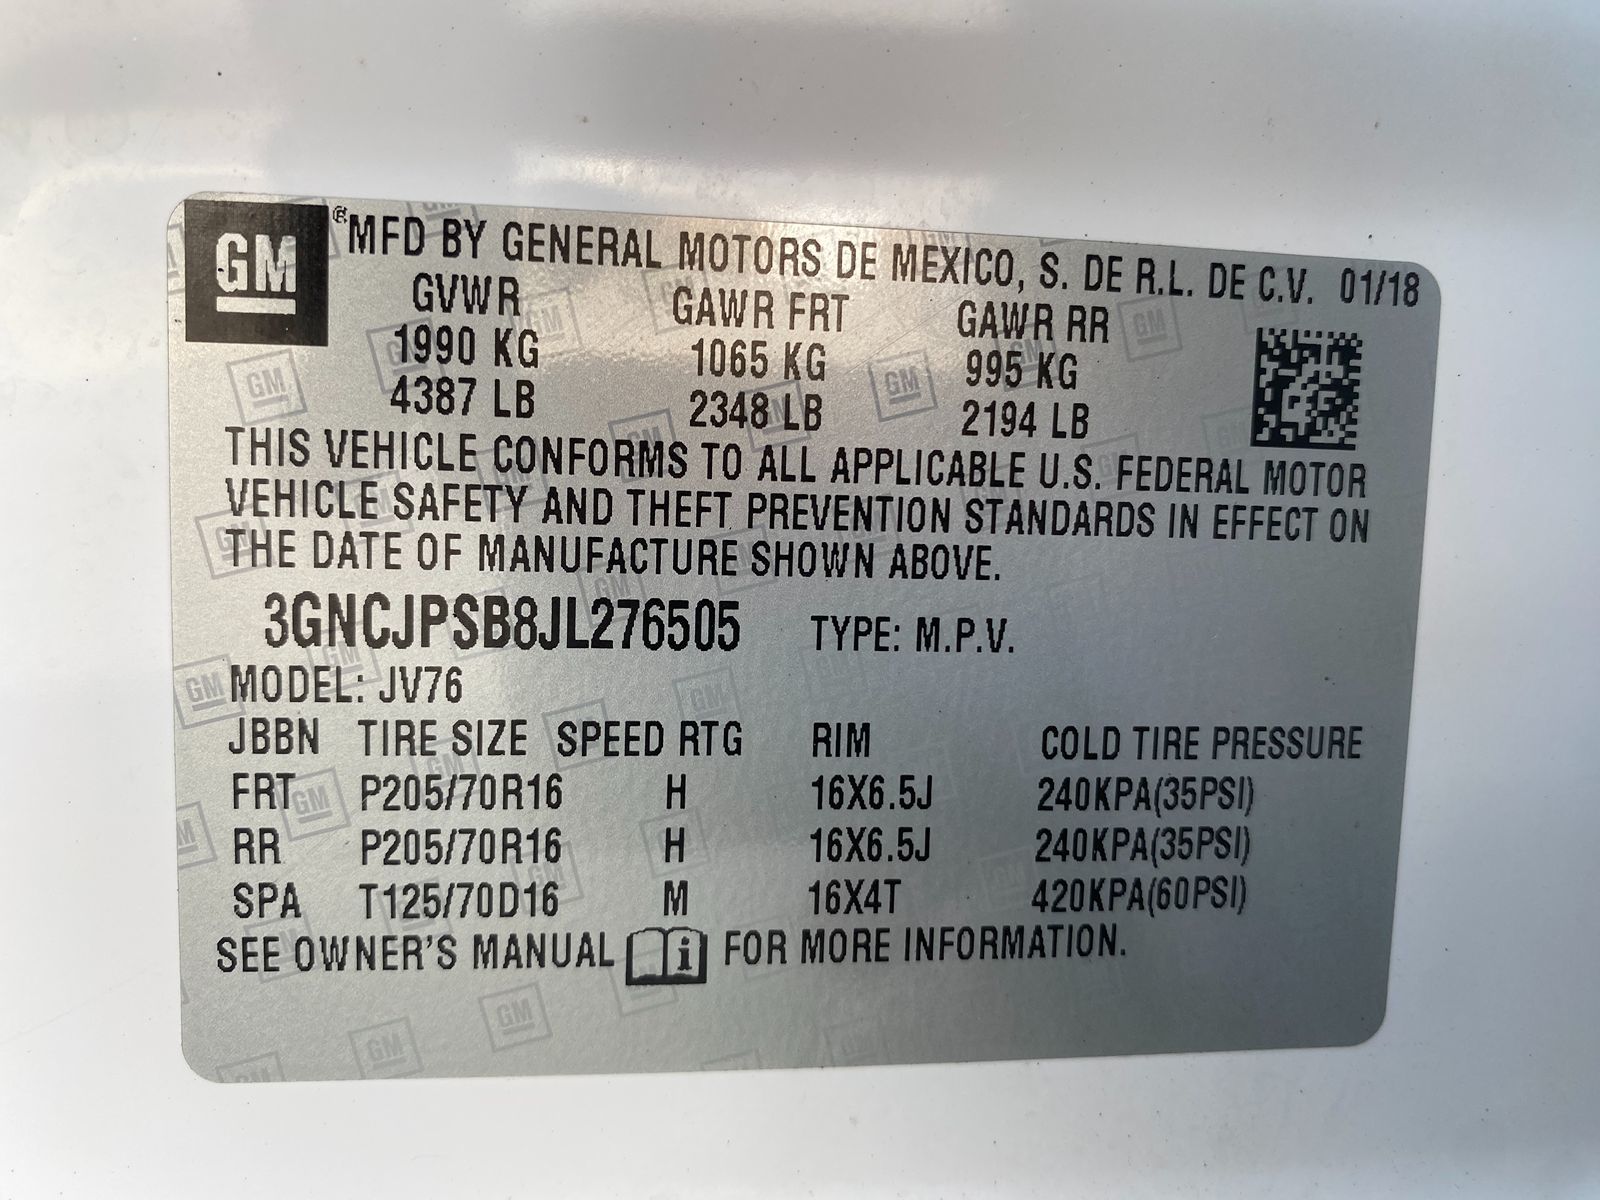 GM ® MFD BY GENERAL MOTORS DE MEXICO, S. DE R.L. DE C.V. 01/18
GVWR GAWR FRT GAWR RR
1990 KG 1065 KG 995 KG
4387 LB 2348 LB 2194 LB
THIS VEHICLE CONFORMS TO ALL APPLICABLE U.S. FEDERAL MOTOR
VEHICLE SAFETY AND THEFT PREVENTION STANDARDS IN EFFECT ON
THE DATE OF MANUFACTURE SHOWN ABOVE.
3GNCJPSB8JL276505 TYPE: M.P.V.
MODEL: JV76
JBBN TIRE SIZE SPEED RTG RIM COLD TIRE PRESSURE
FRT P205/70R16 H 16X6.5J 240KPA(35PSI)
RR P205/70R16 H 16X6.5J 240KPA(35PSI)
SPA T125/70D16 M 16X4T 420KPA(60PSI)
SEE OWNER'S MANUAL i FOR MORE INFORMATION.